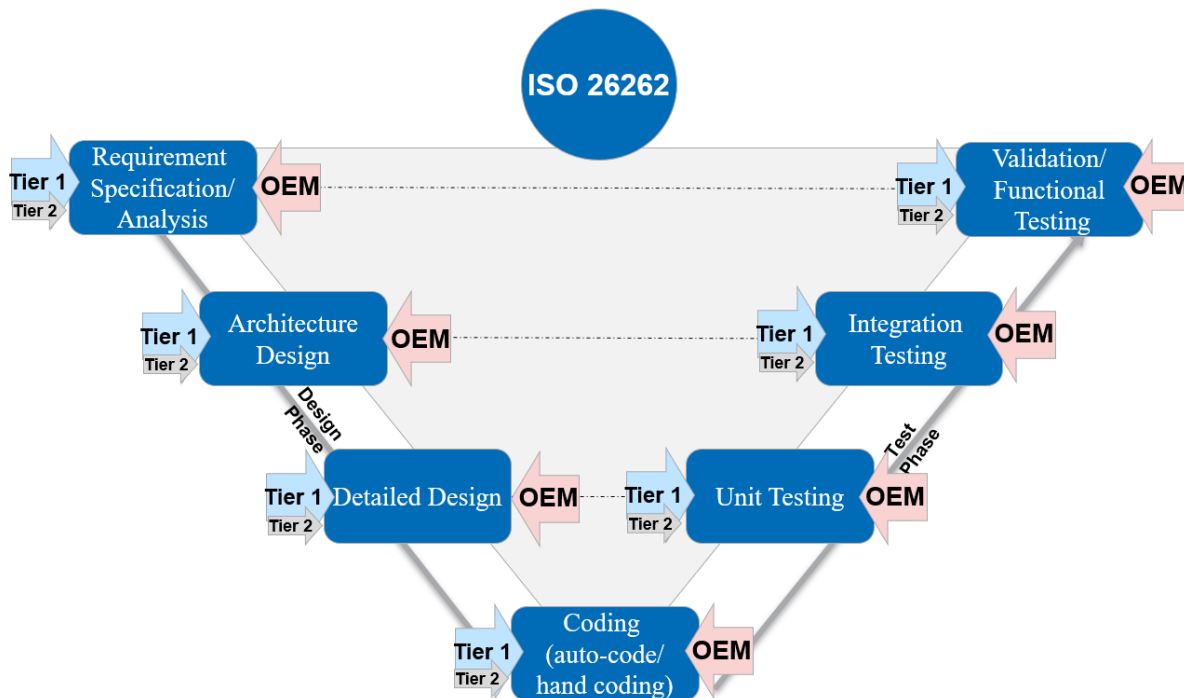 ISO 26262
Tier 1
Tier 2
Requirement
Specification/
Analysis
OEM
Tier 1
Tier 2
Validation/
Functional
Testing
OEM
Tier 1
Tier 2
Architecture
Design
OEM
Tier 1
Tier 2
Integration
Testing
OEM
Design
Phase
Test
Phase
Tier 1
Tier 2
Detailed Design
OEM
Tier 1
Tier 2
Unit Testing
OEM
Tier 1
Tier 2
Coding
(auto-code/
hand coding)
OEM